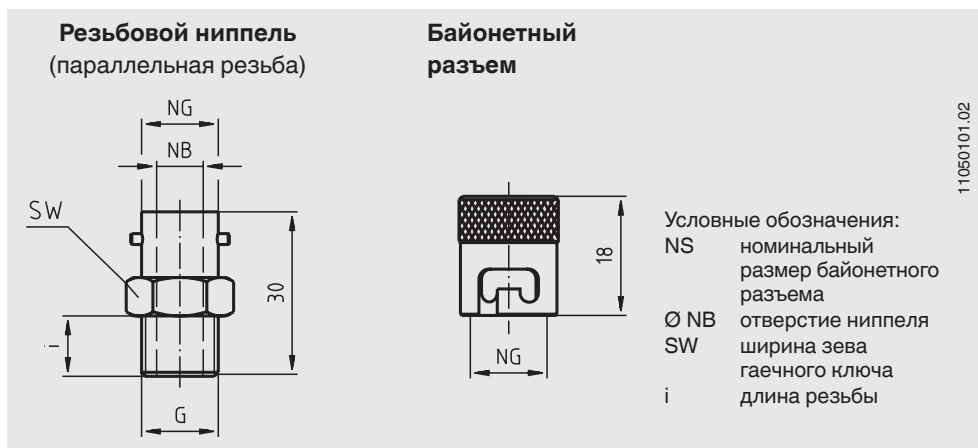 Резьбовой ниппель
(параллельная резьба)
NG
NB
SW
30
i
G
Байонетный
разъем
18
NG
11050101.02
Условные обозначения:
NS номинальный
размер байонетного
разъема
Ø NB отверстие ниппеля
SW ширина зева
гаечного ключа
i длина резьбы